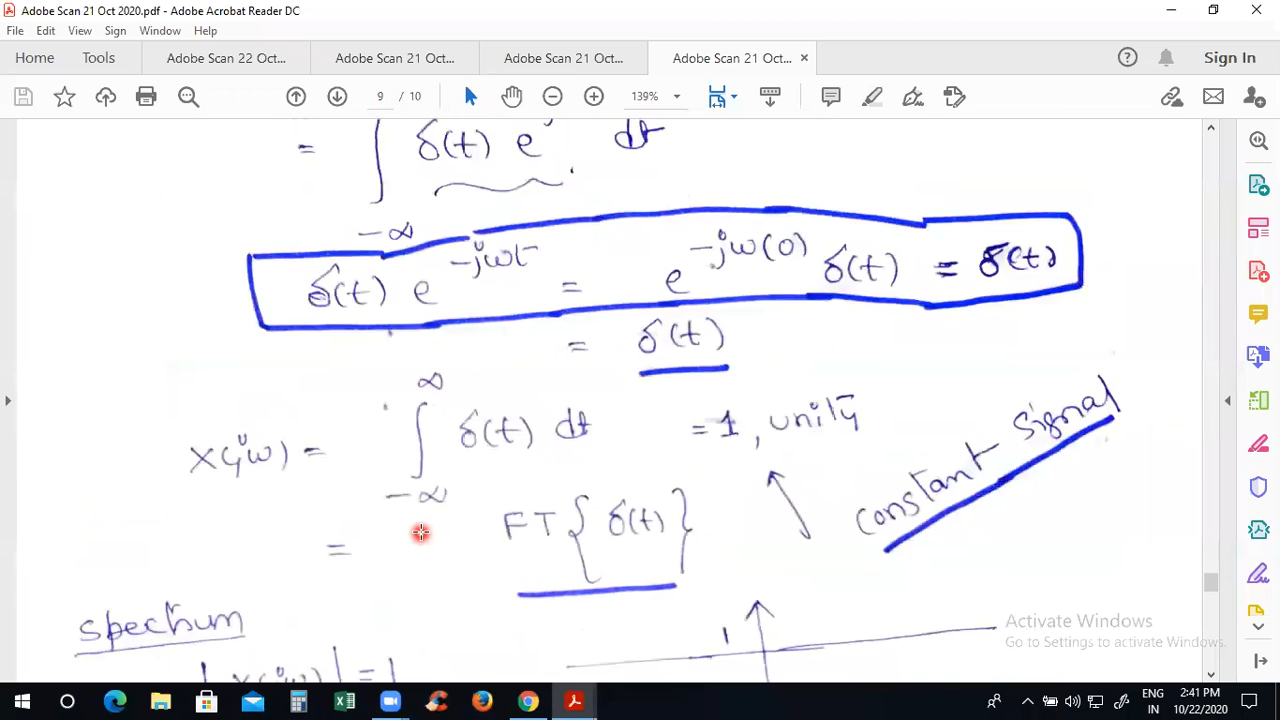 Adobe Scan 21 Oct 2020.pdf - Adobe Acrobat Reader DC
File Edit View Sign Window Help
Home Tools Adobe Scan 22 Oct... Adobe Scan 21 Oct... Adobe Scan 21 Oct... Adobe Scan 21 Oct... × Sign In
9 / 10 139%
= ∫ δ(t) e^j dt
-∞
δ(t) e^-jωt = e^-jω(0) δ(t) = δ(t)
= δ(t)
∞
X(jω) = ∫ δ(t) dt = 1, unity
-∞
constant signal
= FT { δ(t) }
spectrum
1
|X(jω)| = 1
Activate Windows
Go to Settings to activate Windows.
ENG 2:41 PM
IN 10/22/2020